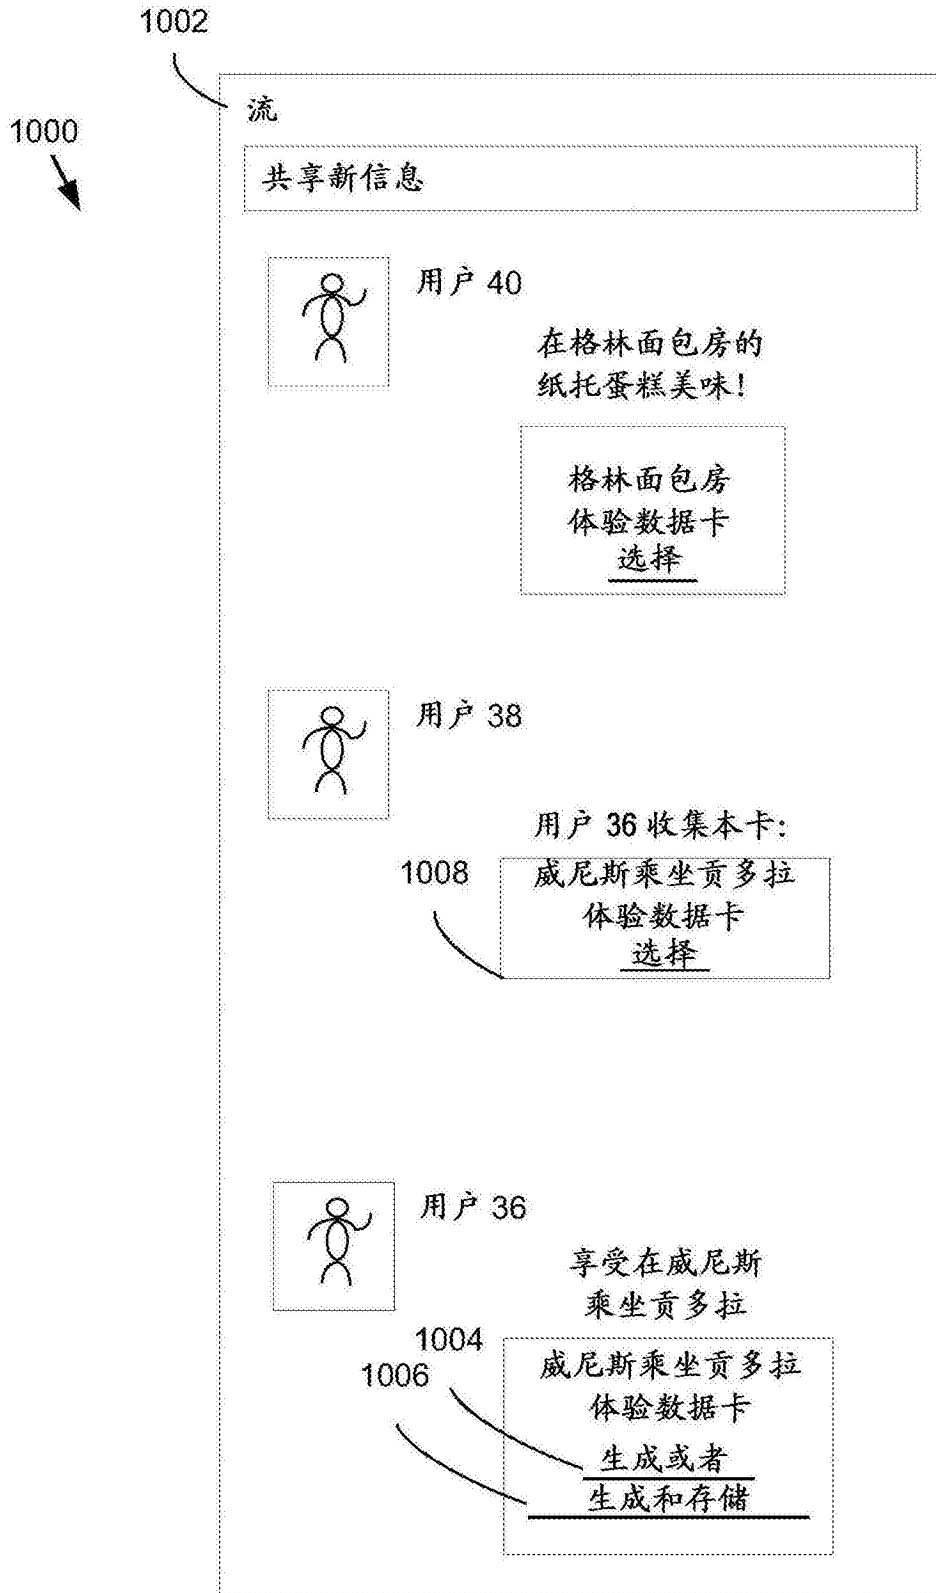 1002
流
1000
共享新信息
用户 40
在格林面包房的
纸托蛋糕美味!
格林面包房
体验数据卡
选择
用户 38
用户 36 收集本卡:
1008
威尼斯乘坐贡多拉
体验数据卡
选择
用户 36
享受在威尼斯
乘坐贡多拉
1004
1006
威尼斯乘坐贡多拉
体验数据卡
生成或者
生成和存储